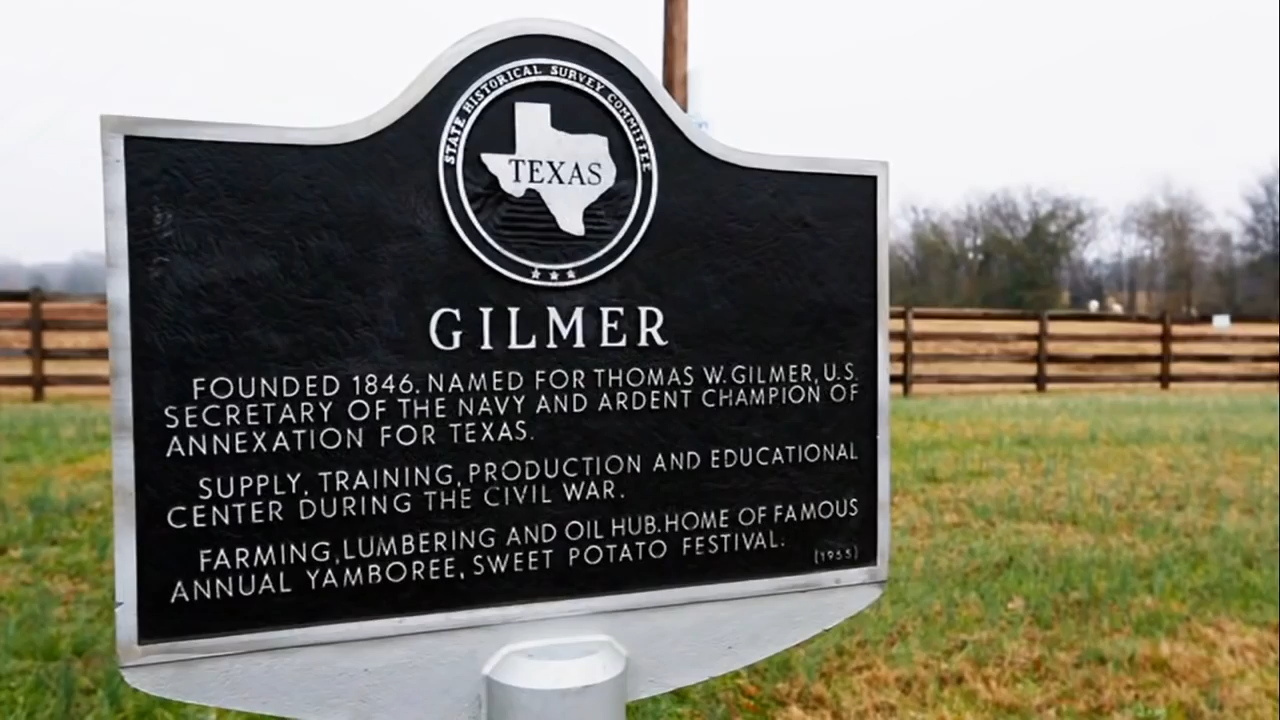 STATE HISTORICAL SURVEY COMMITTEE
TEXAS
GILMER
FOUNDED 1846. NAMED FOR THOMAS W. GILMER, U.S.
SECRETARY OF THE NAVY AND ARDENT CHAMPION OF
ANNEXATION FOR TEXAS.
SUPPLY, TRAINING, PRODUCTION AND EDUCATIONAL
CENTER DURING THE CIVIL WAR.
FARMING, LUMBERING AND OIL HUB. HOME OF FAMOUS
ANNUAL YAMBOREE, SWEET POTATO FESTIVAL.
(1955)